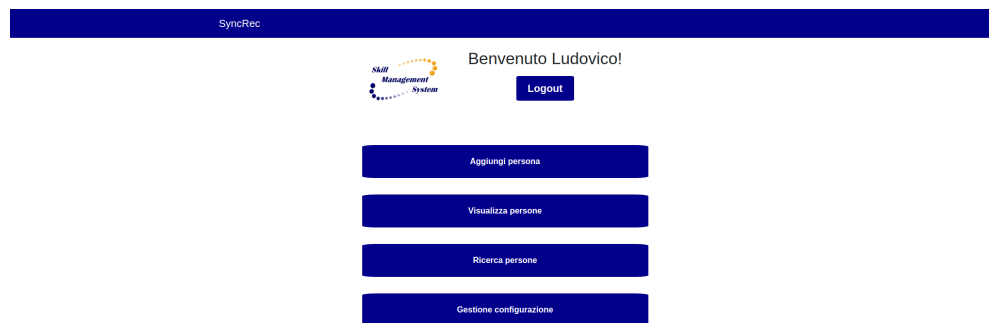 SyncRec
Skill
Management
System
Benvenuto Ludovico!
Logout
Aggiungi persona
Visualizza persone
Ricerca persone
Gestione configurazione